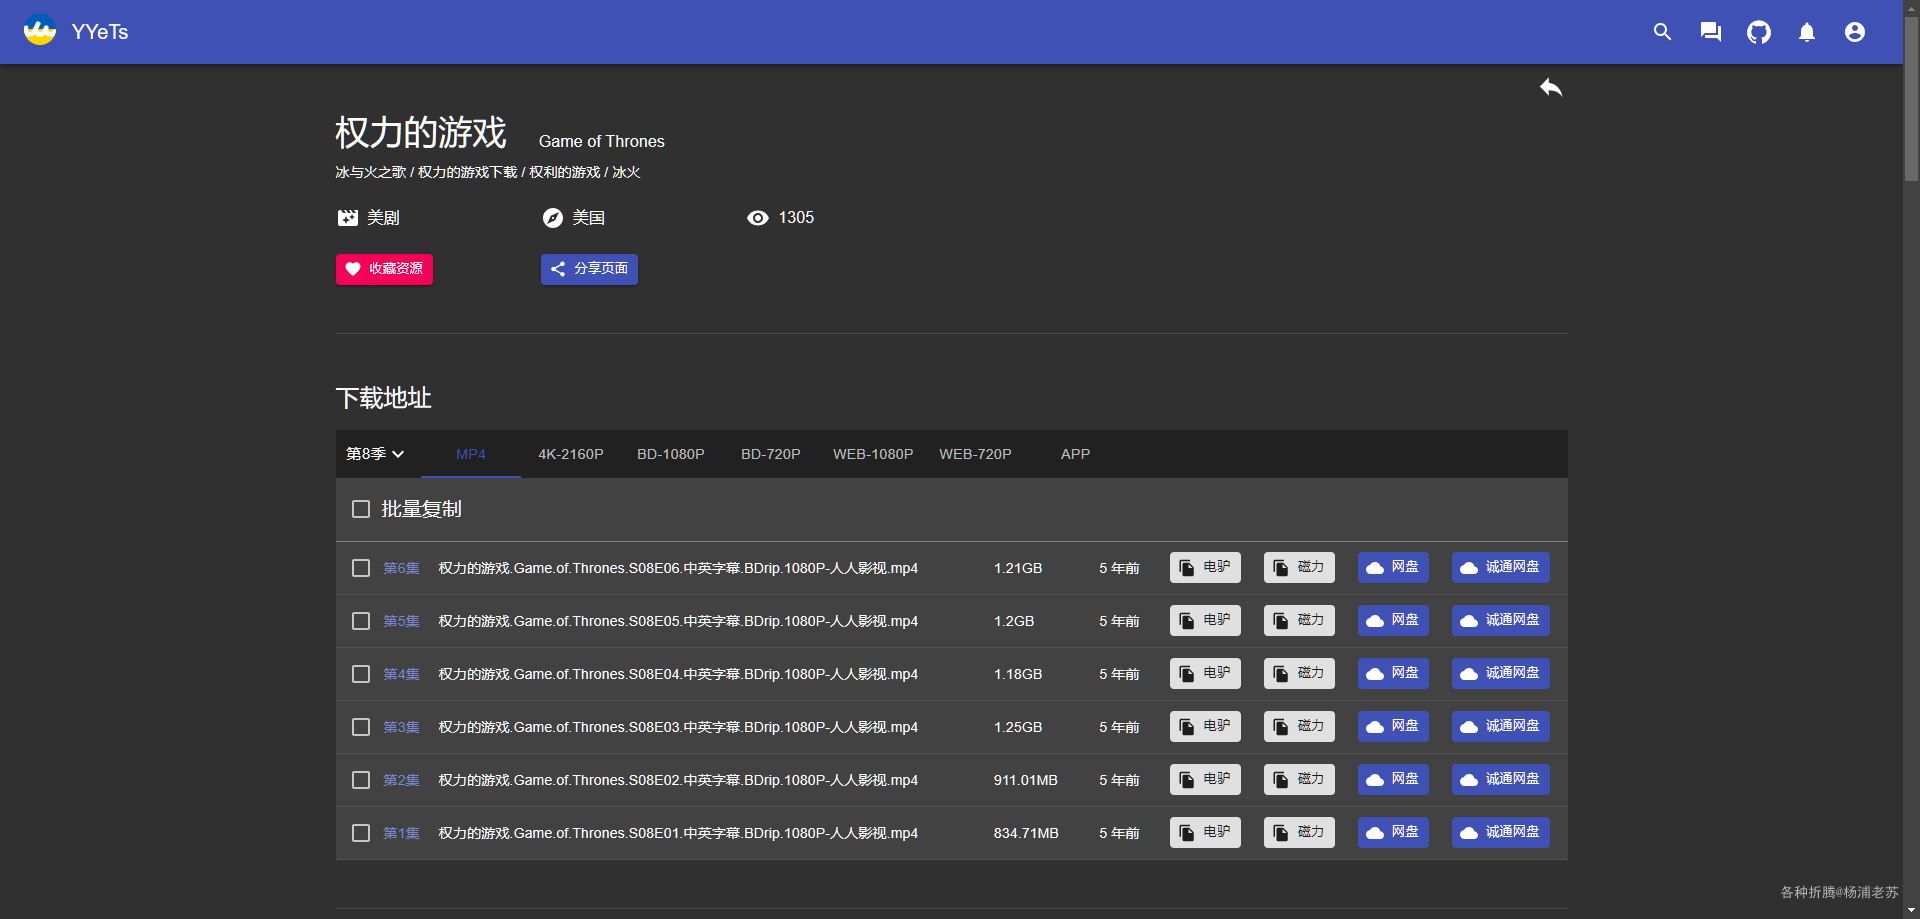 YYeTs
权力的游戏 Game of Thrones
冰与火之歌 / 权力的游戏下载 / 权利的游戏 / 冰火
美剧 美国 1305
收藏资源 分享页面
下载地址
第8季 MP4 4K-2160P BD-1080P BD-720P WEB-1080P WEB-720P APP
批量复制
第6集 权力的游戏.Game.of.Thrones.S08E06.中英字幕.BDrip.1080P-人人影视.mp4 1.21GB 5 年前 电驴 磁力 网盘 诚通网盘
第5集 权力的游戏.Game.of.Thrones.S08E05.中英字幕.BDrip.1080P-人人影视.mp4 1.2GB 5 年前 电驴 磁力 网盘 诚通网盘
第4集 权力的游戏.Game.of.Thrones.S08E04.中英字幕.BDrip.1080P-人人影视.mp4 1.18GB 5 年前 电驴 磁力 网盘 诚通网盘
第3集 权力的游戏.Game.of.Thrones.S08E03.中英字幕.BDrip.1080P-人人影视.mp4 1.25GB 5 年前 电驴 磁力 网盘 诚通网盘
第2集 权力的游戏.Game.of.Thrones.S08E02.中英字幕.BDrip.1080P-人人影视.mp4 911.01MB 5 年前 电驴 磁力 网盘 诚通网盘
第1集 权力的游戏.Game.of.Thrones.S08E01.中英字幕.BDrip.1080P-人人影视.mp4 834.71MB 5 年前 电驴 磁力 网盘 诚通网盘
各种折腾@杨浦老苏